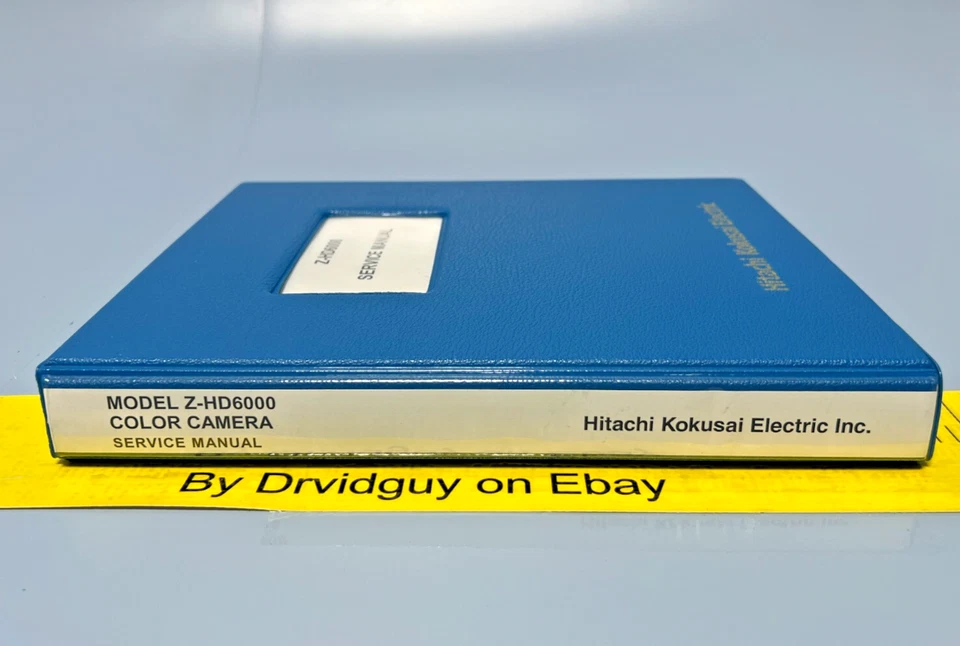 Z-HD6000
SERVICE MANUAL
Hitachi Kokusai Electric
MODEL Z-HD6000
COLOR CAMERA
SERVICE MANUAL
Hitachi Kokusai Electric Inc.
By Drvidguy on Ebay